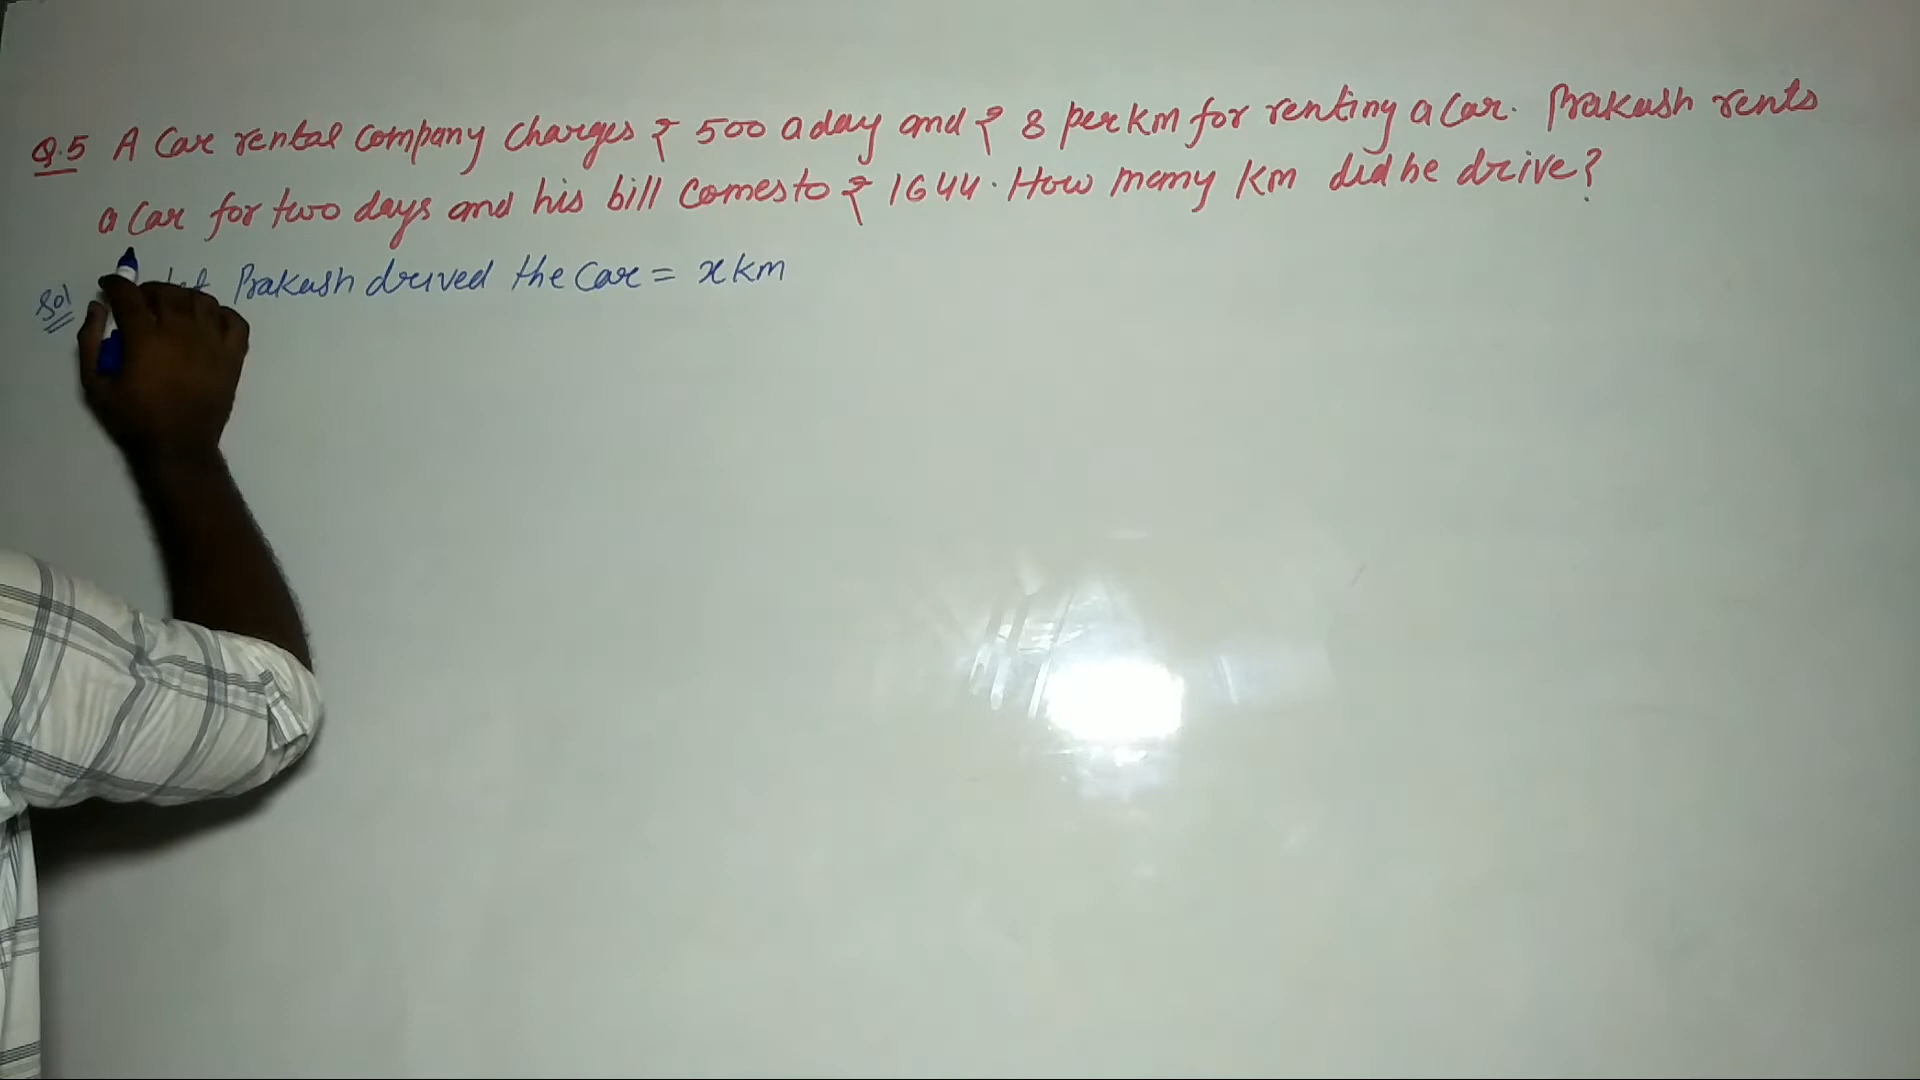 Q.5 A Car rental company charges ₹ 500 a day and ₹ 8 per km for renting a Car. Prakash rents
a Car for two days and his bill comes to ₹ 1644. How many km did he drive?
Sol Let Prakash drived the Car = x km